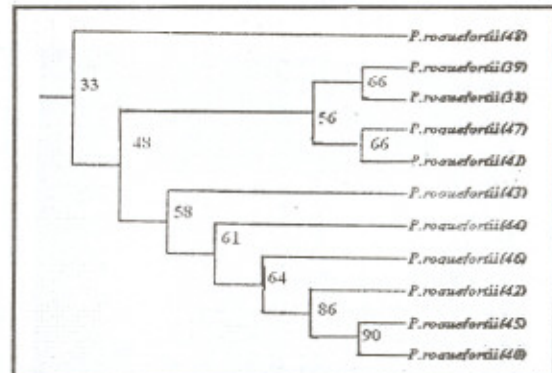 P.roquefortii(48)
P.roquefortii(39)
66
P.roquefortii(38)
33
56
P.roquefortii(47)
66
48
P.roquefortii(41)
P.roquefortii(43)
58
P.roquefortii(44)
61
P.roquefortii(46)
64
P.roquefortii(42)
86
P.roquefortii(45)
90
P.roquefortii(40)